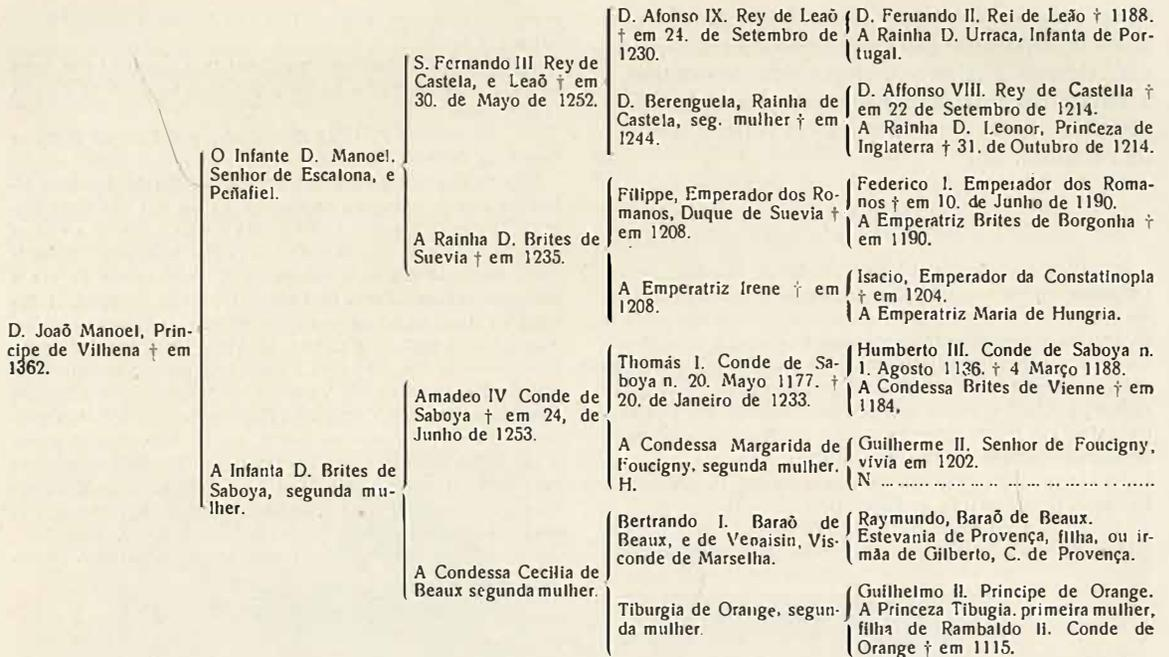 D. Joaõ Manoel, Prin-
cipe de Vilhena † em
1362.
O Infante D. Manoel.
Senhor de Escalona, e
Peñafiel.
A Infanta D. Brites de
Saboya, segunda mu-
lher.
S. Fernando III Rey de
Castela, e Leaõ † em
30. de Mayo de 1252.
A Rainha D. Brites de
Suevia † em 1235.
Amadeo IV Conde de
Saboya † em 24, de
Junho de 1253.
A Condessa Cecilia de
Beaux segunda mulher.
D. Afonso IX. Rey de Leaõ
† em 24. de Setembro de
1230.
D. Berenguela, Rainha de
Castela, seg. mulher † em
1244.
Filippe, Emperador dos Ro-
manos, Duque de Suevia †
em 1208.
A Emperatriz Irene † em
1208.
Thomás I. Conde de Sa-
boya n. 20. Mayo 1177. †
20. de Janeiro de 1233.
A Condessa Margarida de
Foucigny, segunda mulher.
H.
Bertrando I. Baraõ de
Beaux, e de Venaisin, Vis-
conde de Marselha.
Tiburgia de Orange, segun-
da mulher.
D. Feruando II. Rei de Leão † 1188.
A Rainha D. Urraca, Infanta de Por-
tugal.
D. Affonso VIII. Rey de Castella †
em 22 de Setembro de 1214.
A Rainha D. Leonor, Princeza de
Inglaterra † 31. de Outubro de 1214.
Federico I. Emperador dos Roma-
nos † em 10. de Junho de 1190.
A Emperatriz Brites de Borgonha †
em 1190.
Isacio, Emperador da Constatinopla
† em 1204.
A Emperatriz Maria de Hungria.
Humberto III. Conde de Saboya n.
1. Agosto 1136. † 4 Março 1188.
A Condessa Brites de Vienne † em
1184,
Guilherme II. Senhor de Foucigny,
vivia em 1202.
N ..........................................
Raymundo, Baraõ de Beaux.
Estevania de Provença, filha, ou ir-
mãa de Gilberto, C. de Provença.
Guilhelmo II. Principe de Orange.
A Princeza Tibugia. primeira mulher,
filha de Rambaldo Ii. Conde de
Orange † em 1115.